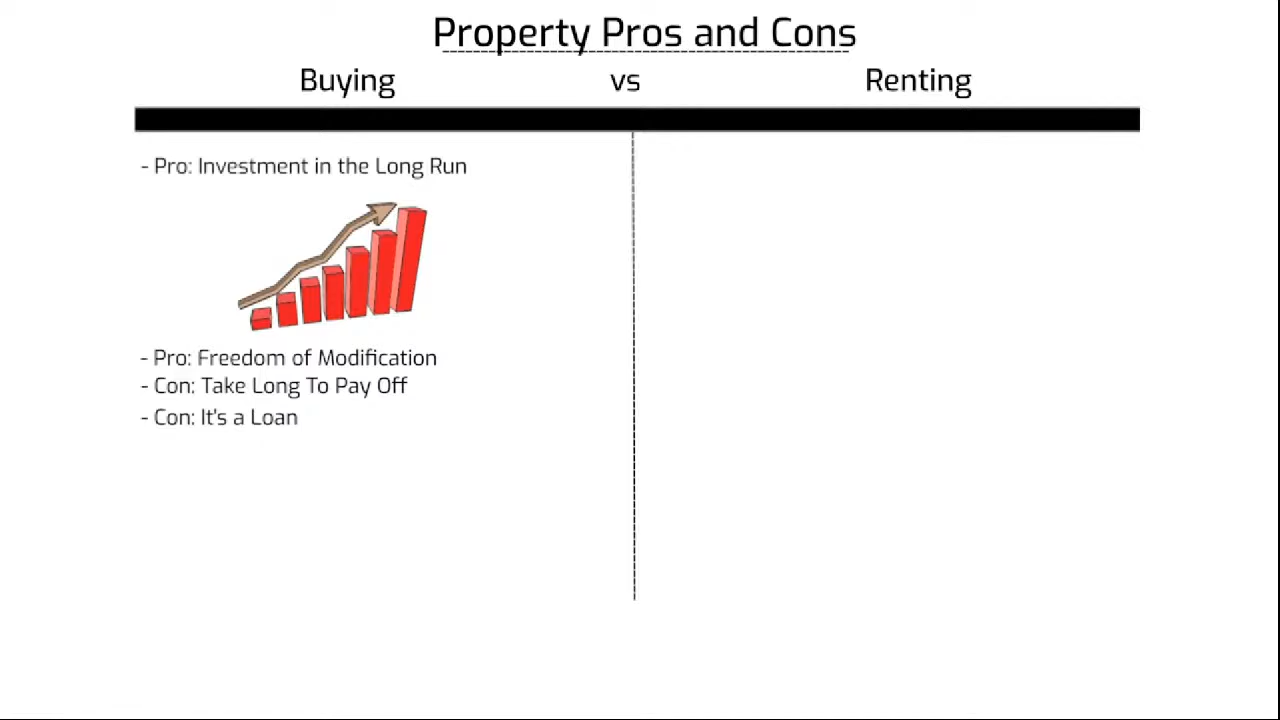 Property Pros and Cons
Buying vs Renting
- Pro: Investment in the Long Run
- Pro: Freedom of Modification
- Con: Take Long To Pay Off
- Con: It's a Loan